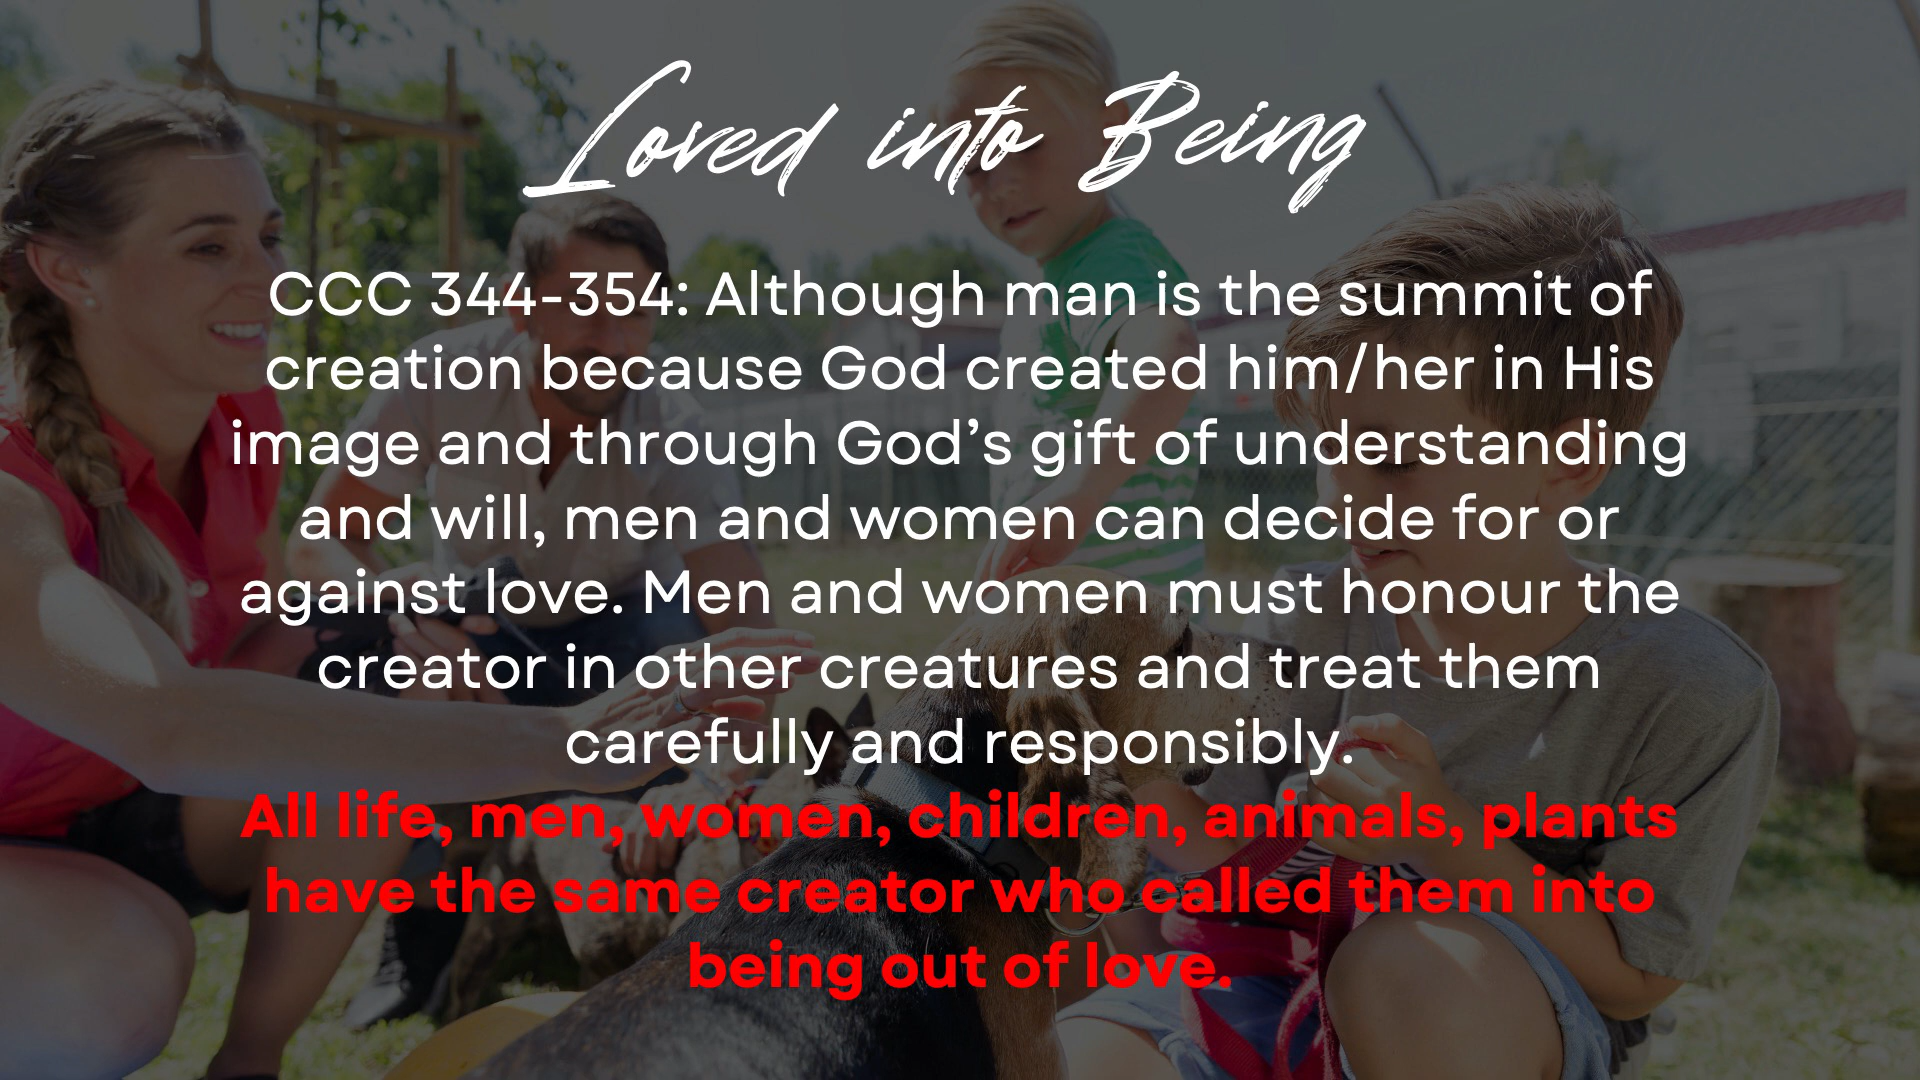 Loved into Being
CCC 344-354: Although man is the summit of
creation because God created him/her in His
image and through God’s gift of understanding
and will, men and women can decide for or
against love. Men and women must honour the
creator in other creatures and treat them
carefully and responsibly.
All life, men, women, children, animals, plants
have the same creator who called them into
being out of love.